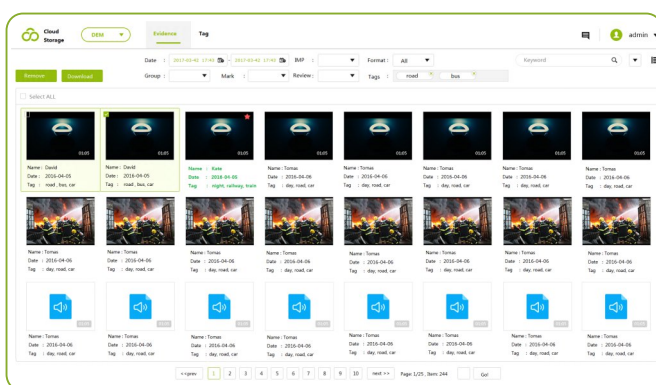 Cloud Storage
DEM
Evidence Tag
admin
Date : 2017-03-42 17:43 - 2017-03-42 17:43 IMP : Format : All Keyword
Remove Download
Group : Mark : Review : Tags : road bus
Select ALL
01:05 01:05 01:05 01:05 01:05 01:05 01:05 01:05
Name : David Name : David Name : Kate Name : Tomas Name : Tomas Name : Tomas Name : Tomas Name : Tomas
Date : 2016-04-05 Date : 2016-04-05 Date : 2016-04-05 Date : 2016-04-06 Date : 2016-04-06 Date : 2016-04-06 Date : 2016-04-06 Date : 2016-04-06
Tag : road , bus, car Tag : road , bus, car Tag : night, railway, train Tag : day, road, car Tag : day, road, car Tag : day, road, car Tag : day, road, car Tag : day, road, car
Name : Tomas Name : Tomas Name : Tomas Name : Tomas Name : Tomas Name : Tomas Name : Tomas Name : Tomas
Date : 2016-04-06 Date : 2016-04-06 Date : 2016-04-06 Date : 2016-04-06 Date : 2016-04-06 Date : 2016-04-06 Date : 2016-04-06 Date : 2016-04-06
Tag : day, road, car Tag : day, road, car Tag : day, road, car Tag : day, road, car Tag : day, road, car Tag : day, road, car Tag : day, road, car Tag : day, road, car
Name : Tomas Name : Tomas Name : Tomas Name : Tomas Name : Tomas Name : Tomas Name : Tomas Name : Tomas
Date : 2016-04-06 Date : 2016-04-06 Date : 2016-04-06 Date : 2016-04-06 Date : 2016-04-06 Date : 2016-04-06 Date : 2016-04-06 Date : 2016-04-06
Tag : day, road, car Tag : day, road, car Tag : day, road, car Tag : day, road, car Tag : day, road, car Tag : day, road, car Tag : day, road, car Tag : day, road, car
<<prev 1 2 3 4 5 6 7 8 9 10 next >> Page 1/25 , Item: 244 Go!